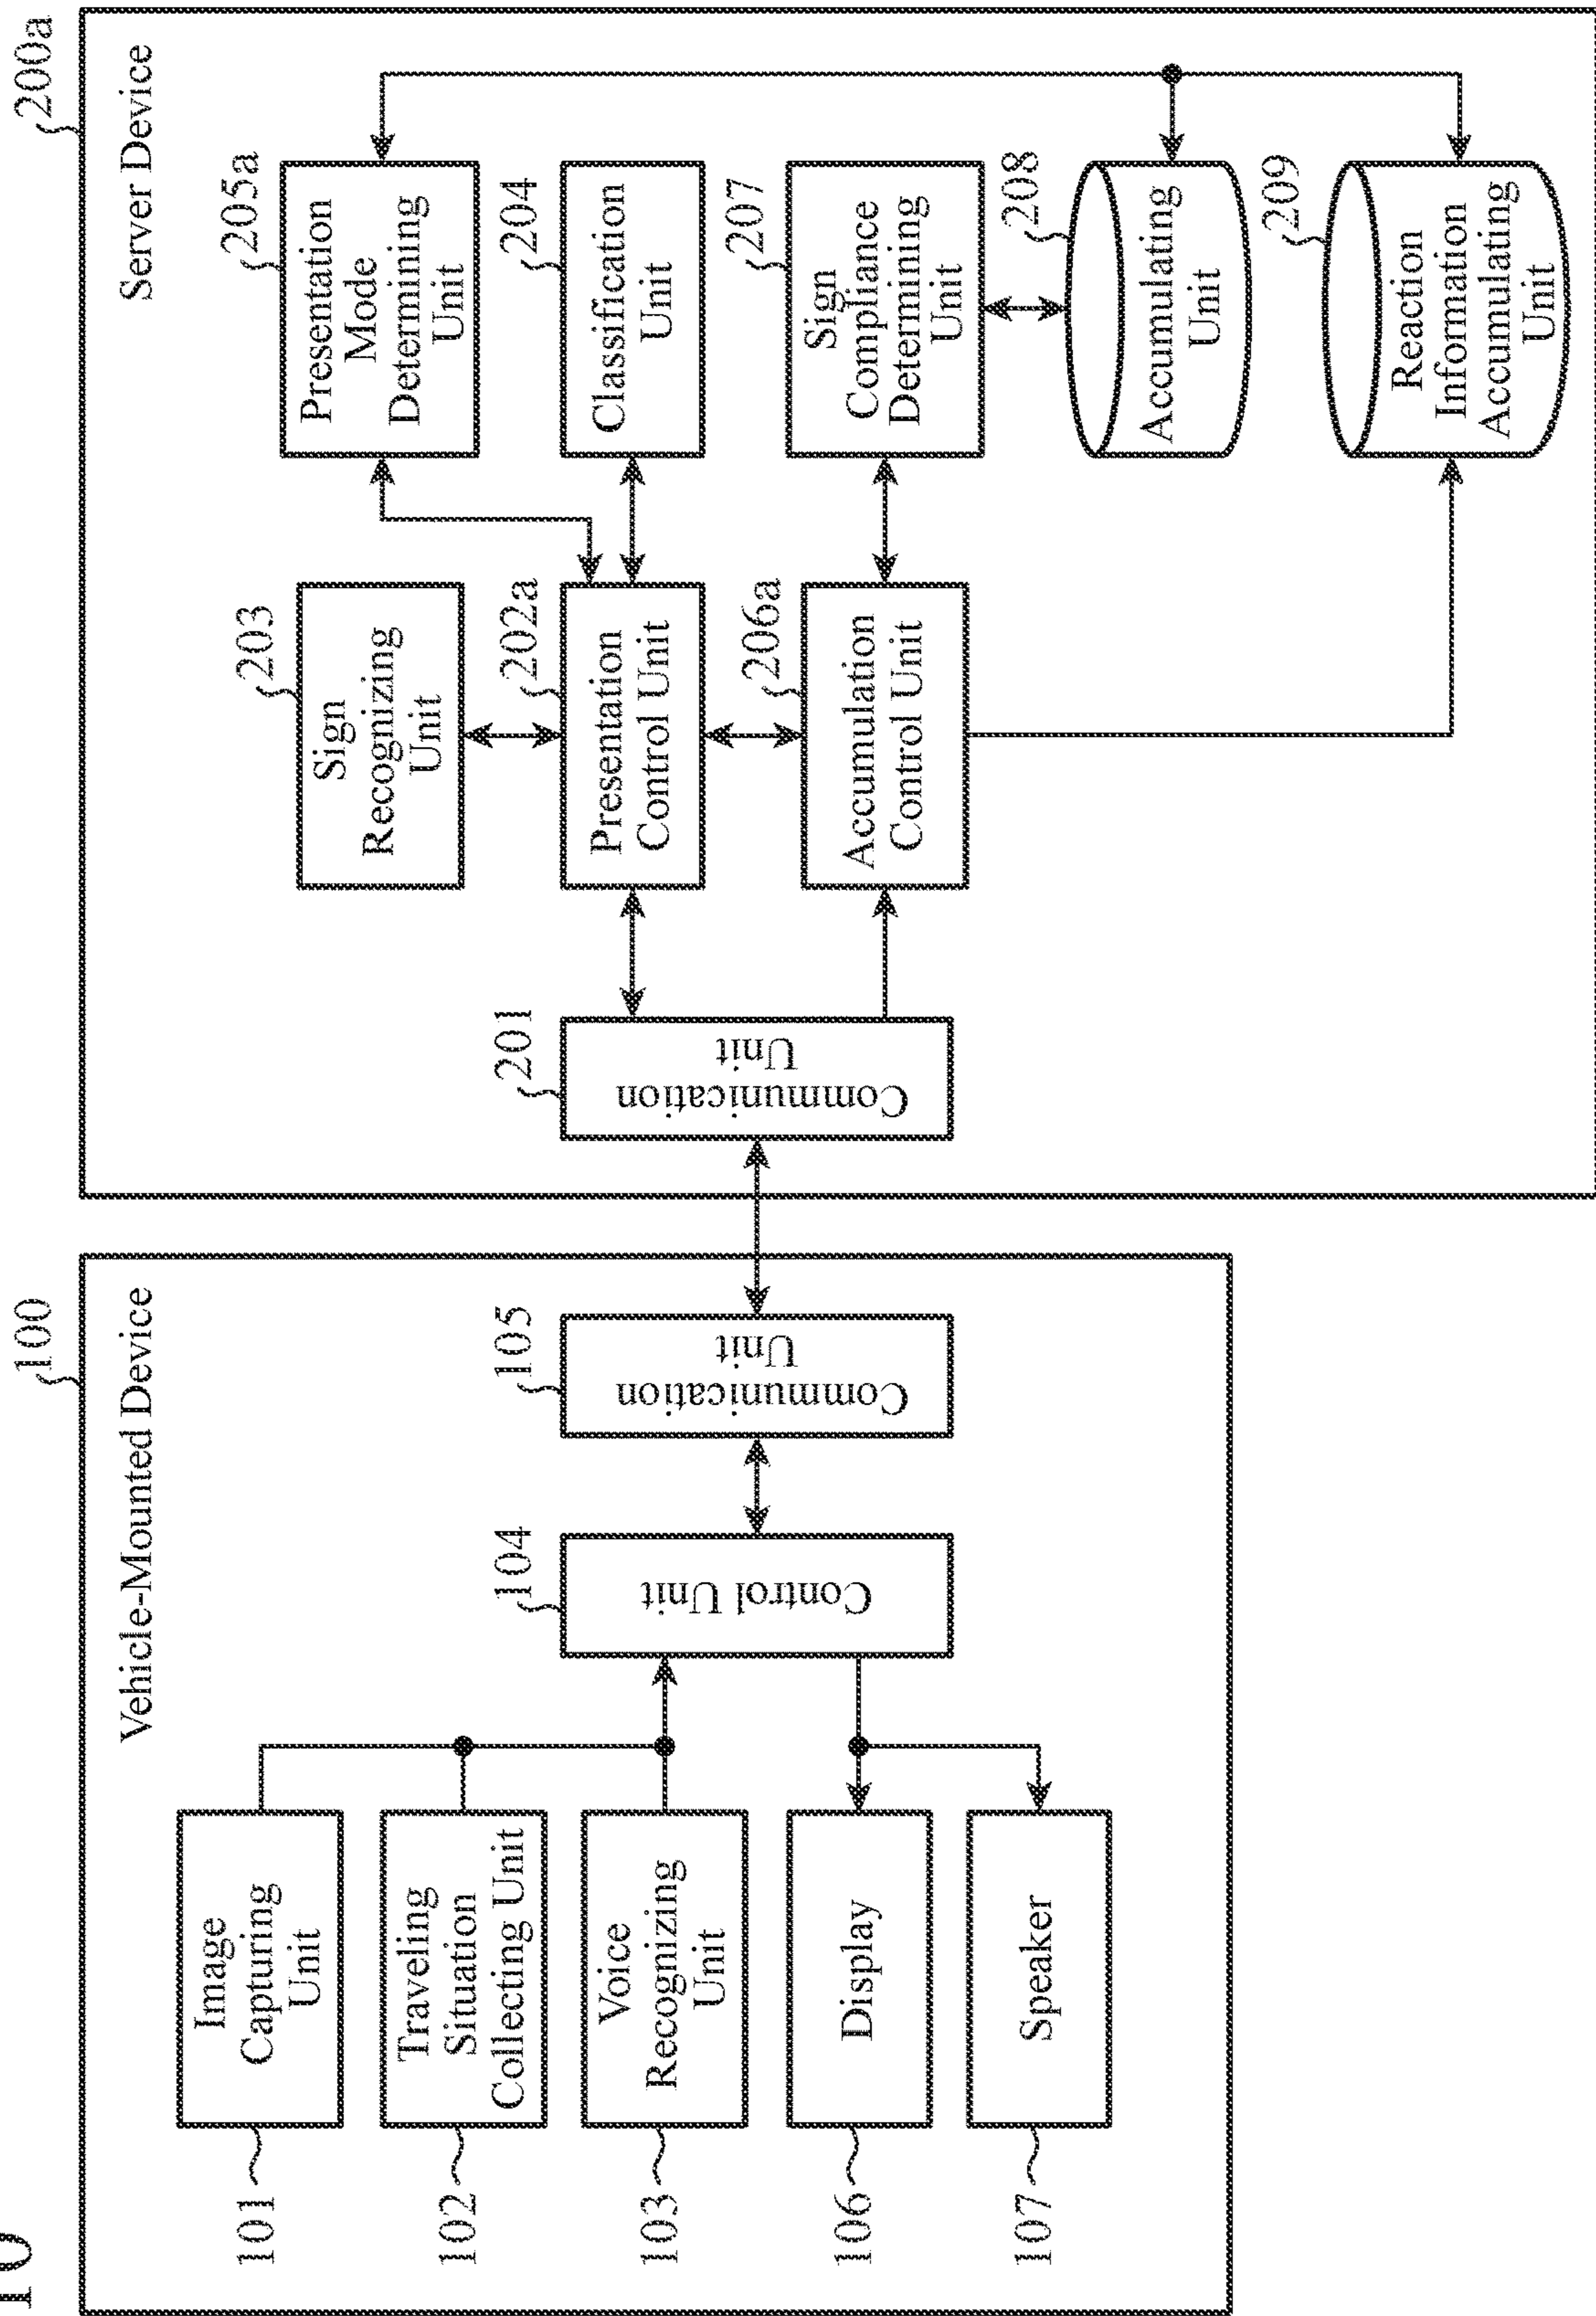 10
100
Vehicle-Mounted Device
101
Image
Capturing
Unit
102
Traveling
Situation
Collecting Unit
103
Voice
Recognizing
Unit
106
Display
107
Speaker
104
Control Unit
105
Communication
Unit
200a
Server Device
201
Communication
Unit
203
Sign
Recognizing
Unit
202a
Presentation
Control Unit
206a
Accumulation
Control Unit
205a
Presentation
Mode
Determining
Unit
204
Classification
Unit
207
Sign
Compliance
Determining
Unit
208
Accumulating
Unit
209
Reaction
Information
Accumulating
Unit